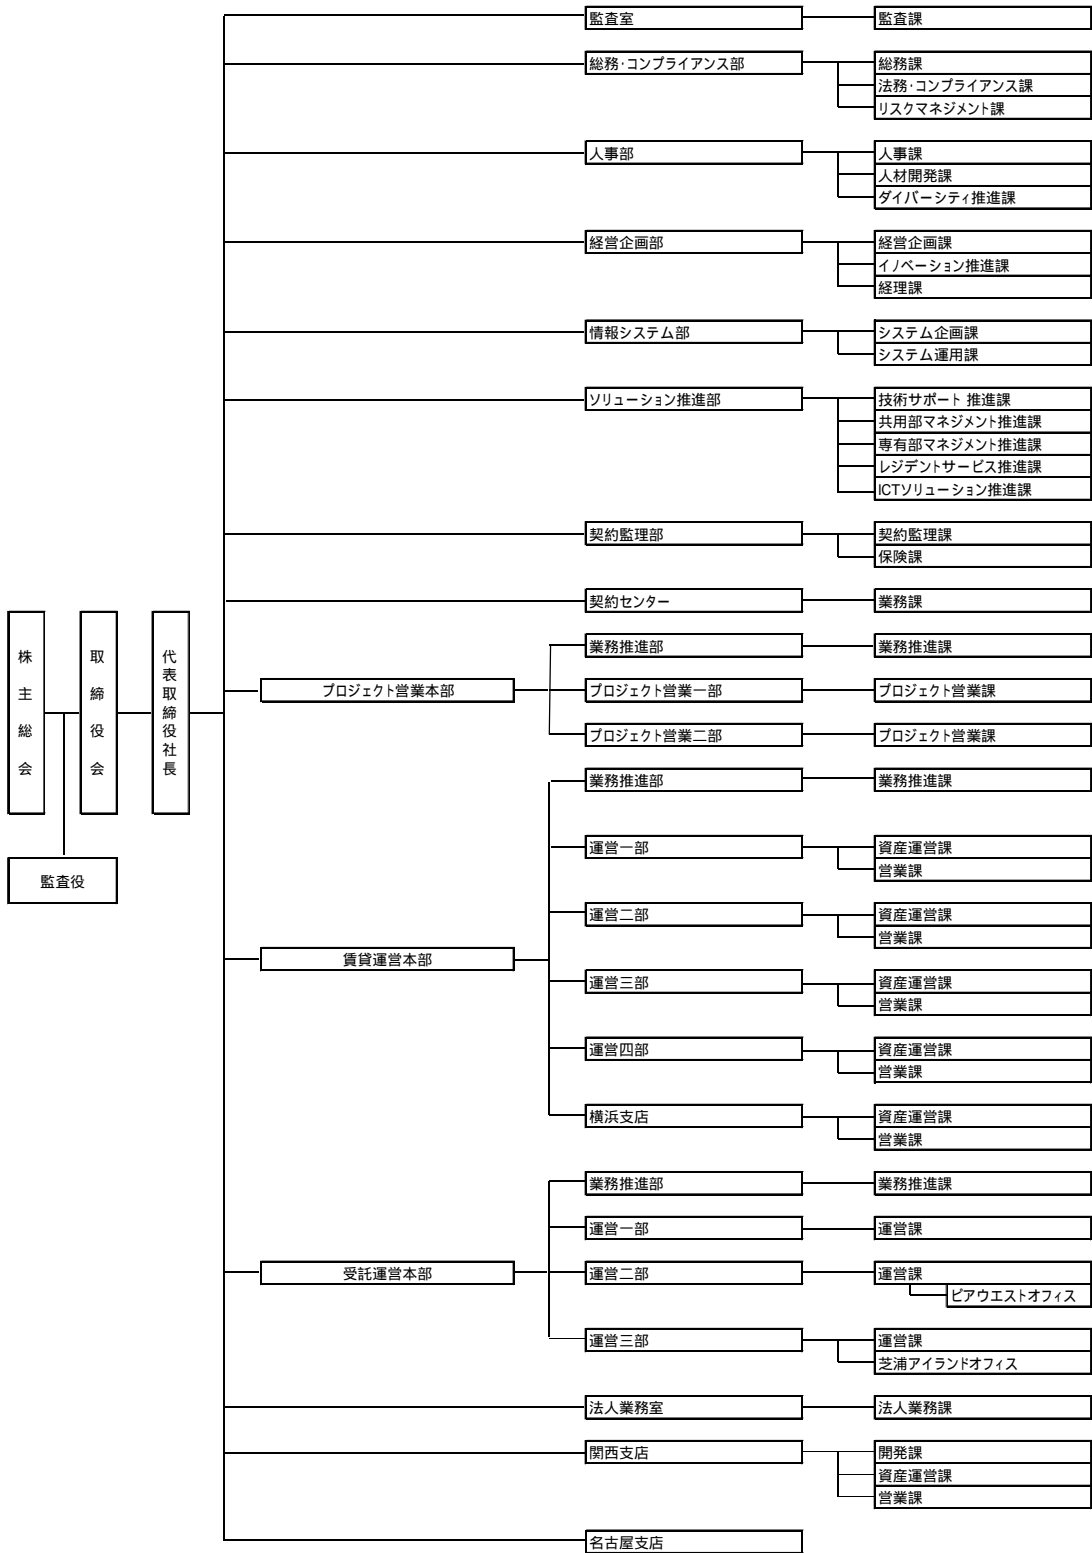 監査室
監査課
総務・コンプライアンス部
総務課
法務・コンプライアンス課
リスクマネジメント課
人事部
人事課
人材開発課
ダイバーシティ推進課
経営企画部
経営企画課
イノベーション推進課
経理課
情報システム部
システム企画課
システム運用課
ソリューション推進部
技術サポート 推進課
共用部マネジメント推進課
専有部マネジメント推進課
レジデントサービス推進課
ICTソリューション推進課
契約監理部
契約監理課
保険課
契約センター
業務課
株主総会
取締役会
代表取締役社長
監査役
プロジェクト営業本部
業務推進部
業務推進課
プロジェクト営業一部
プロジェクト営業課
プロジェクト営業二部
プロジェクト営業課
賃貸運営本部
業務推進部
業務推進課
運営一部
資産運営課
営業課
運営二部
資産運営課
営業課
運営三部
資産運営課
営業課
運営四部
資産運営課
営業課
横浜支店
資産運営課
営業課
受託運営本部
業務推進部
業務推進課
運営一部
運営課
運営二部
運営課
ピアウエストオフィス
運営三部
運営課
芝浦アイランドオフィス
法人業務室
法人業務課
関西支店
開発課
資産運営課
営業課
名古屋支店